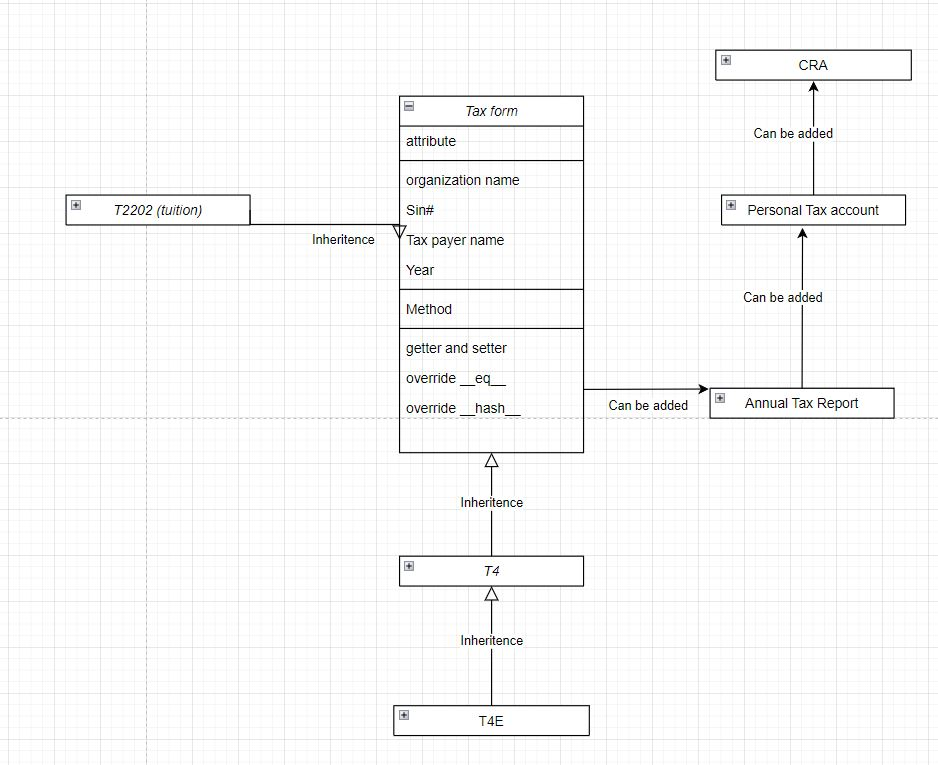 CRA
Can be added
Personal Tax account
Can be added
Annual Tax Report
Tax form
attribute
organization name
Sin#
Tax payer name
Year
Method
getter and setter
override __eq__
override __hash__
Can be added
T2202 (tuition)
Inheritence
Inheritence
T4
Inheritence
T4E